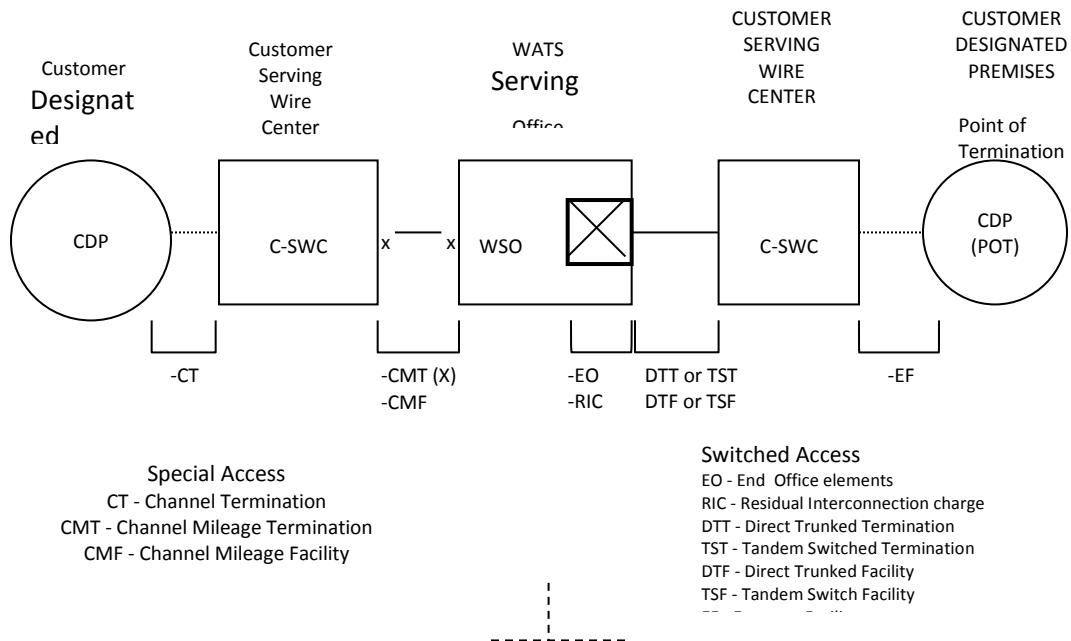 Customer
Designat
ed
Customer
Serving
Wire
Center
WATS
Serving
Office
CUSTOMER
SERVING
WIRE
CENTER
CUSTOMER
DESIGNATED
PREMISES
Point of
Termination
CDP
C-SWC
x
x
WSO
C-SWC
CDP
(POT)
-CT
-CMT (X)
-CMF
-EO
-RIC
DTT or TST
DTF or TSF
-EF
Special Access
CT - Channel Termination
CMT - Channel Mileage Termination
CMF - Channel Mileage Facility
Switched Access
EO - End Office elements
RIC - Residual Interconnection charge
DTT - Direct Trunked Termination
TST - Tandem Switched Termination
DTF - Direct Trunked Facility
TSF - Tandem Switch Facility